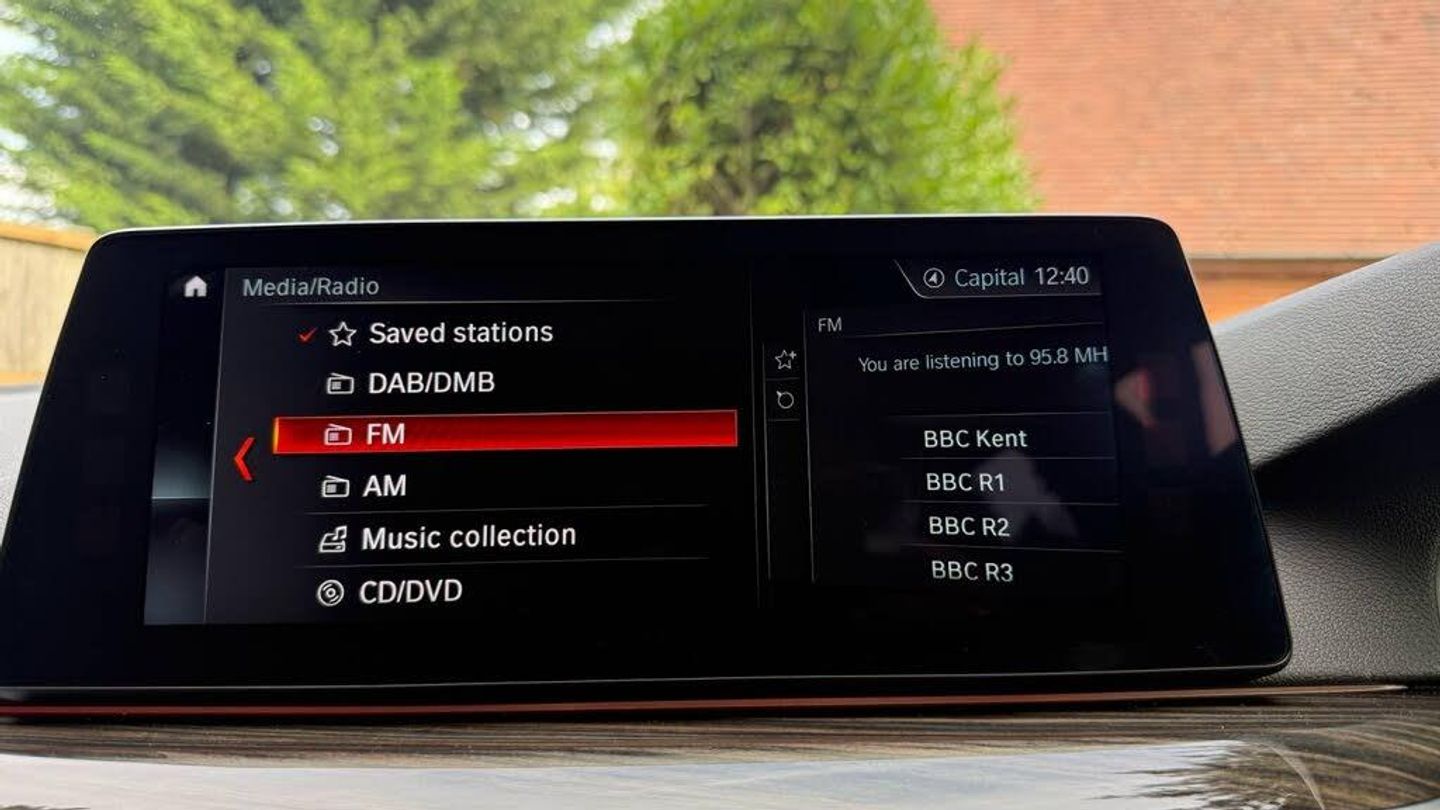 Media/Radio
Saved stations
DAB/DMB
FM
AM
Music collection
CD/DVD
Capital 12:40
FM
You are listening to 95.8 MH
BBC Kent
BBC R1
BBC R2
BBC R3